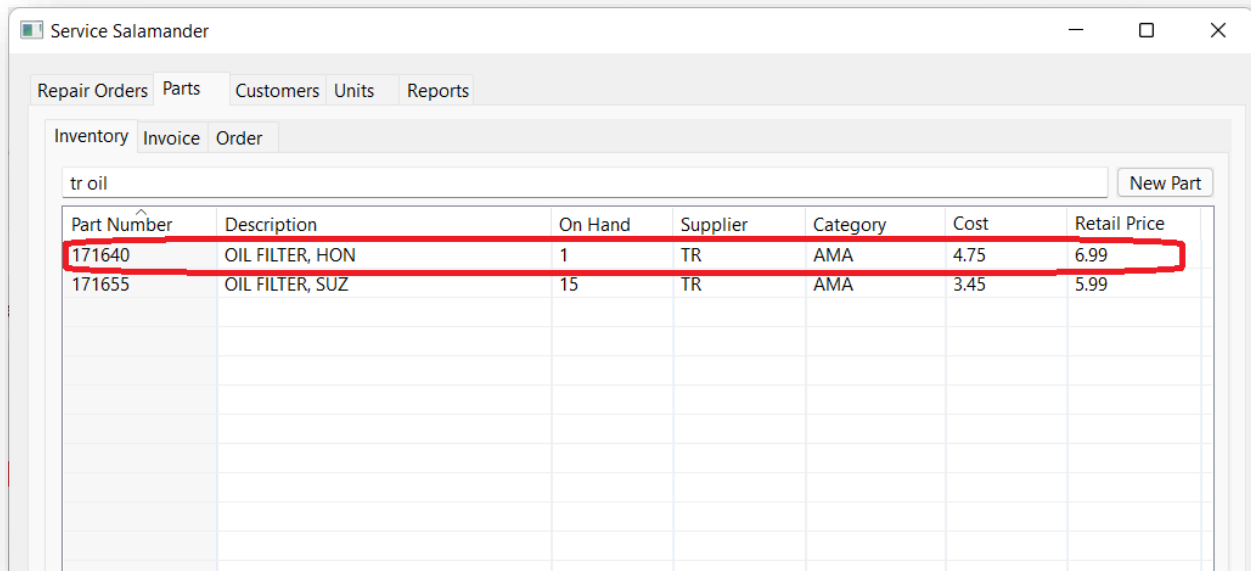 Service Salamander
Repair Orders Parts Customers Units Reports
Inventory Invoice Order
tr oil New Part
Part Number Description On Hand Supplier Category Cost Retail Price
171640 OIL FILTER, HON 1 TR AMA 4.75 6.99
171655 OIL FILTER, SUZ 15 TR AMA 3.45 5.99